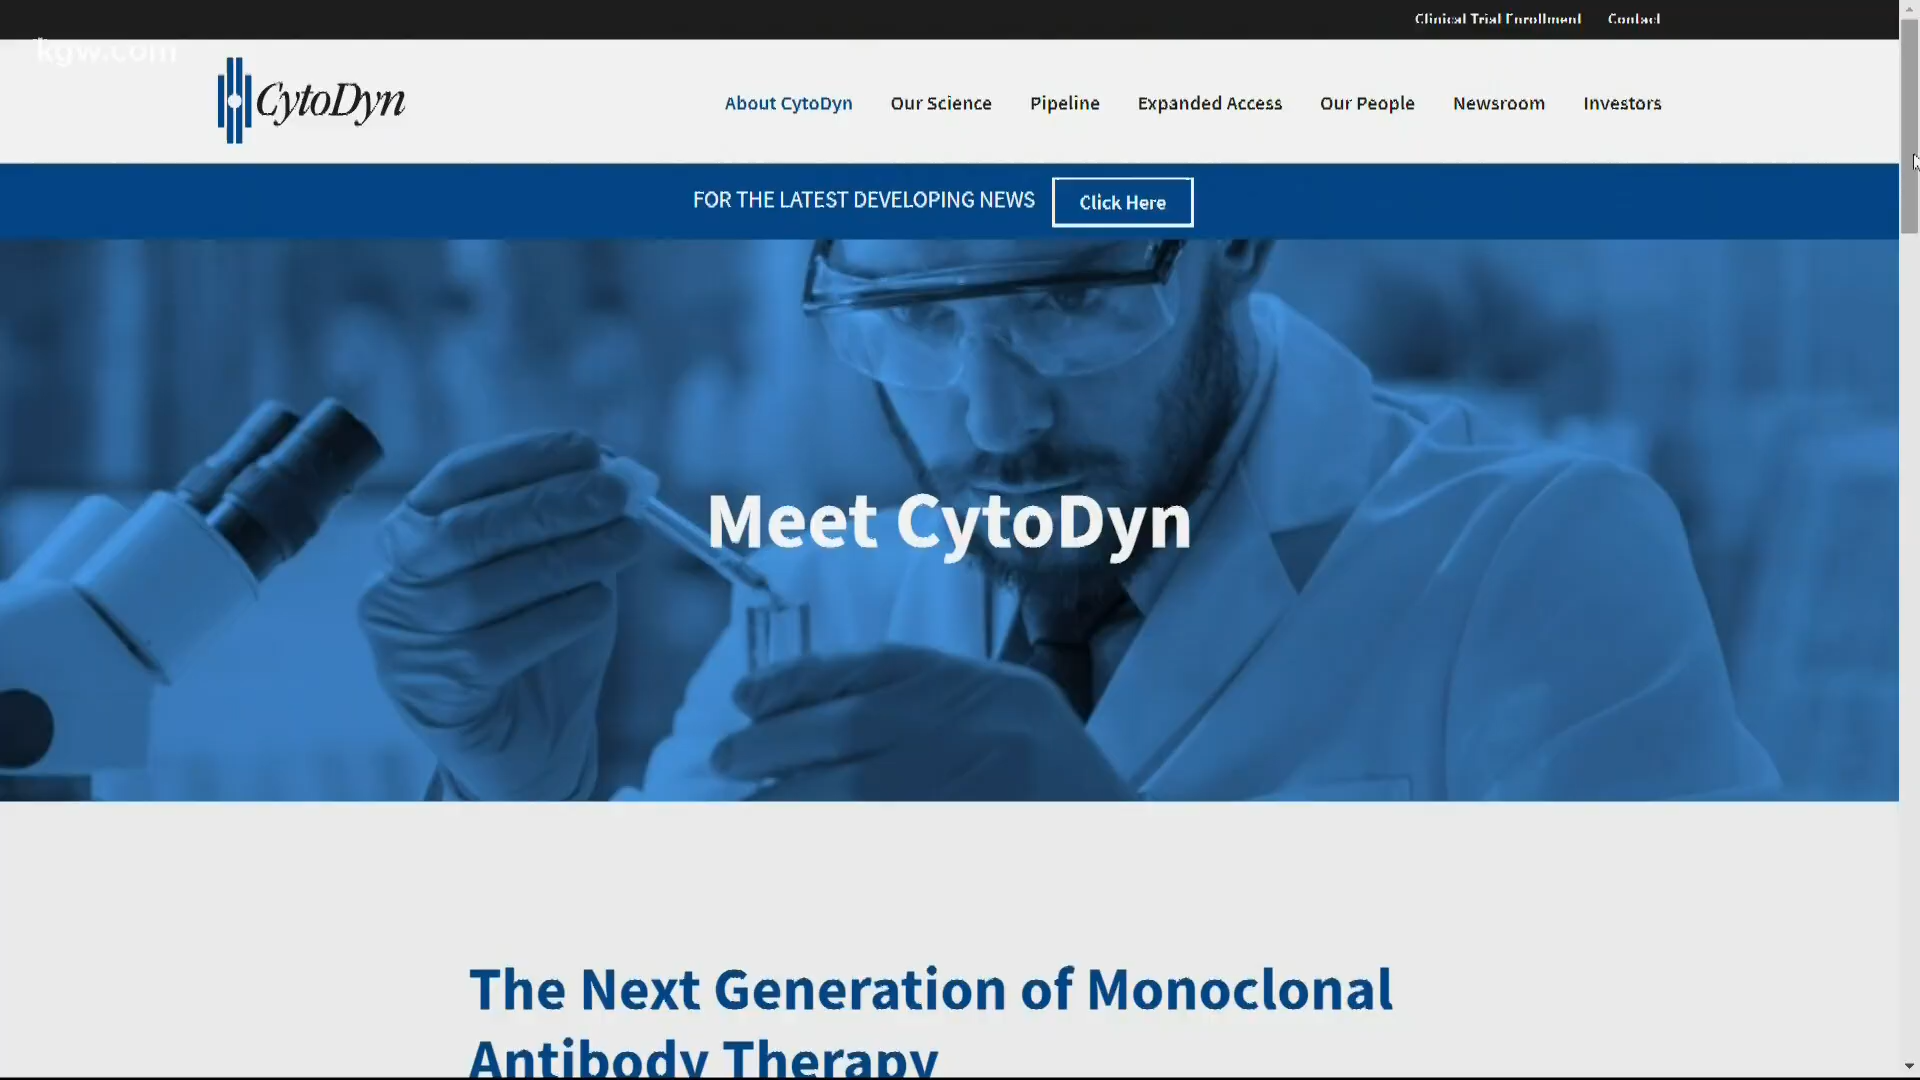 Clinical Trial Enrollment Contact
kgw.com
CytoDyn
About CytoDyn Our Science Pipeline Expanded Access Our People Newsroom Investors
FOR THE LATEST DEVELOPING NEWS Click Here
Meet CytoDyn
The Next Generation of Monoclonal
Antibody Therapy